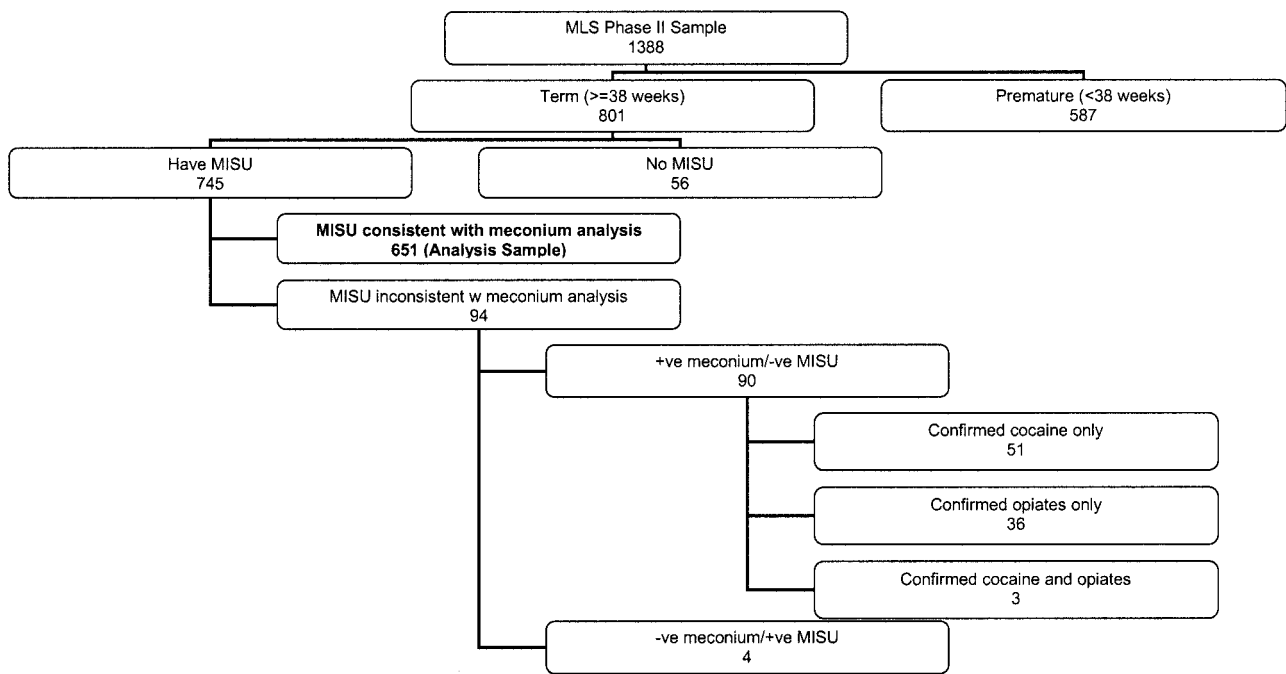 MLS Phase II Sample
1388
Term (>=38 weeks)
801
Premature (<38 weeks)
587
Have MISU
745
No MISU
56
MISU consistent with meconium analysis
651 (Analysis Sample)
MISU inconsistent w meconium analysis
94
+ve meconium/-ve MISU
90
Confirmed cocaine only
51
Confirmed opiates only
36
Confirmed cocaine and opiates
3
-ve meconium/+ve MISU
4